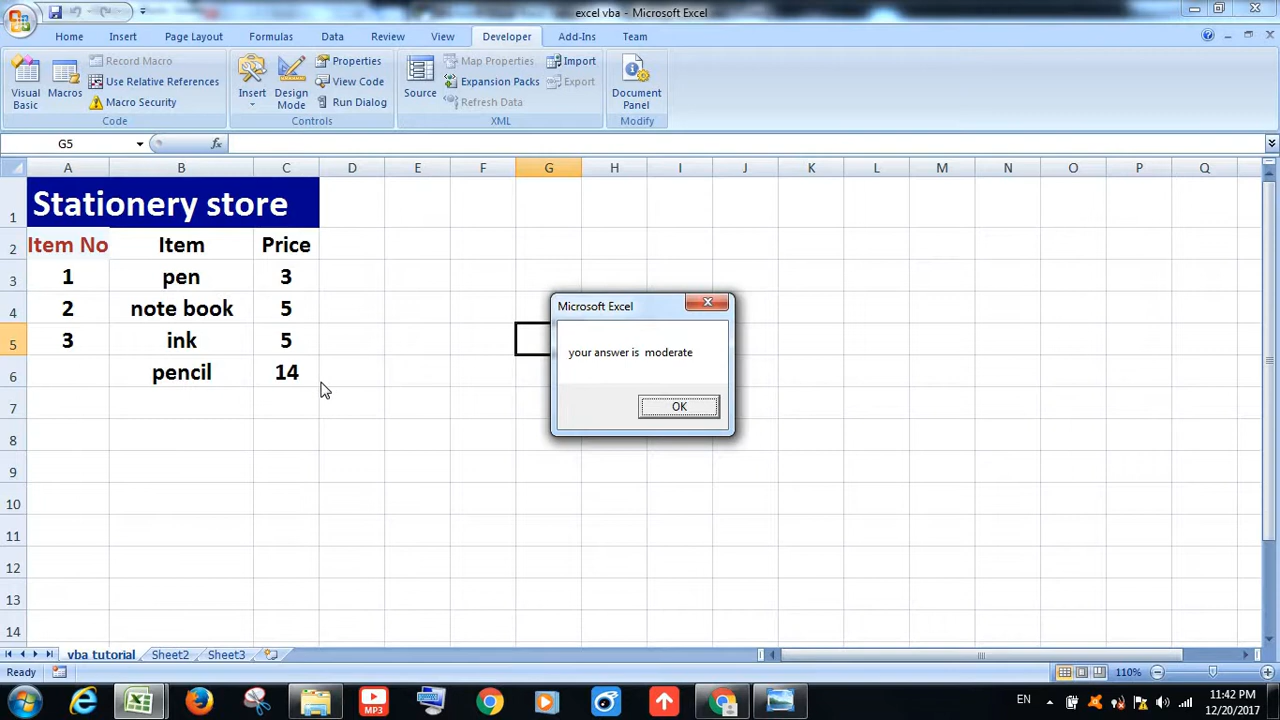 excel vba - Microsoft Excel
Home Insert Page Layout Formulas Data Review View Developer Add-Ins Team
Visual Basic
Macros
Record Macro
Use Relative References
Macro Security
Code
Insert
Design Mode
Properties
View Code
Run Dialog
Controls
Source
Map Properties
Expansion Packs
Refresh Data
Import
Export
XML
Document Panel
Modify
G5 fx
A B C D E F G H I J K L M N O P Q
1 Stationery store
2 Item No Item Price
3 1 pen 3
4 2 note book 5
5 3 ink 5
6 pencil 14
7
8
9
10
11
12
13
14
Microsoft Excel
your answer is  moderate
OK
vba tutorial Sheet2 Sheet3
Ready 110%
MP3
EN
11:42 PM
12/20/2017